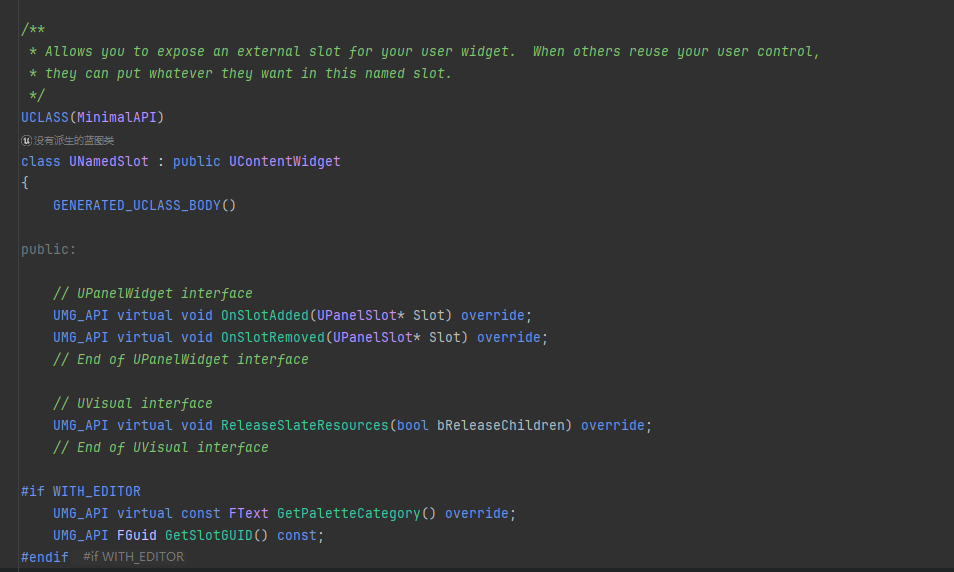 /**
 * Allows you to expose an external slot for your user widget.  When others reuse your user control,
 * they can put whatever they want in this named slot.
 */
UCLASS(MinimalAPI)
没有派生的蓝图类
class UNamedSlot : public UContentWidget
{
    GENERATED_UCLASS_BODY()

public:

    // UPanelWidget interface
    UMG_API virtual void OnSlotAdded(UPanelSlot* Slot) override;
    UMG_API virtual void OnSlotRemoved(UPanelSlot* Slot) override;
    // End of UPanelWidget interface

    // UVisual interface
    UMG_API virtual void ReleaseSlateResources(bool bReleaseChildren) override;
    // End of UVisual interface

#if WITH_EDITOR
    UMG_API virtual const FText GetPaletteCategory() override;
    UMG_API FGuid GetSlotGUID() const;
#endif  #if WITH_EDITOR